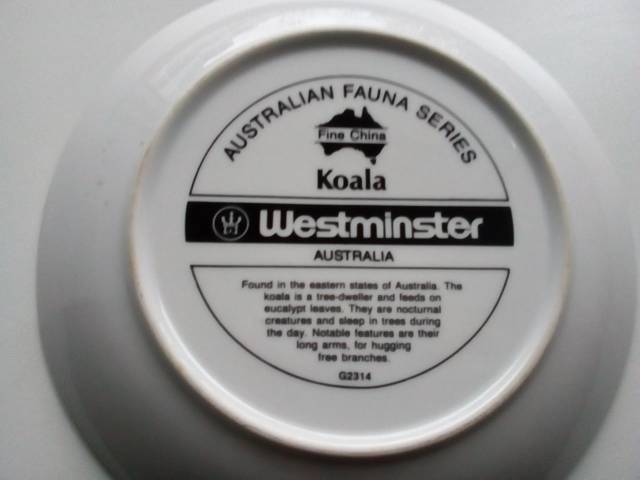 AUSTRALIAN FAUNA SERIES
Fine China
Koala
Westminster
AUSTRALIA
Found in the eastern states of Australia. The
koala is a tree-dweller and feeds on
eucalypt leaves. They are nocturnal
creatures and sleep in trees during
the day. Notable features are their
long arms, for hugging
free branches.
G2314